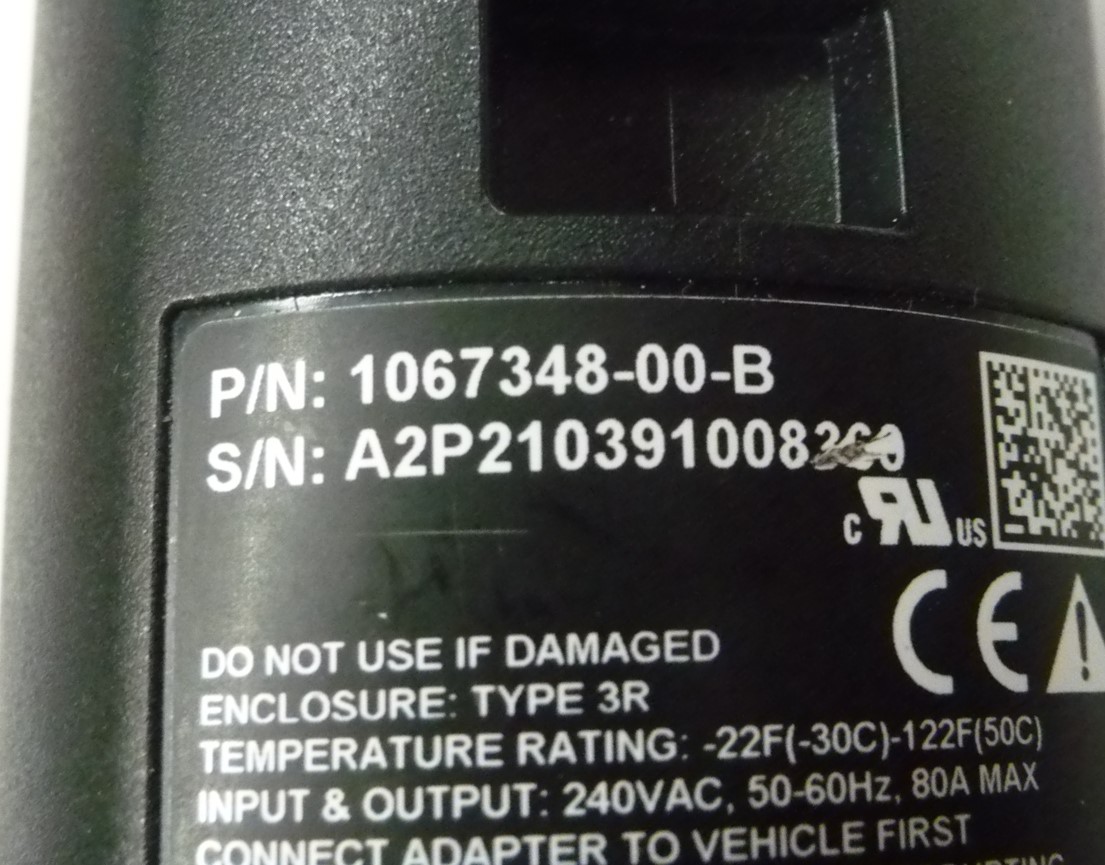 P/N: 1067348-00-B
S/N:
C UL US
CE
DO NOT USE IF DAMAGED
ENCLOSURE: TYPE 3R
TEMPERATURE RATING: -22F(-30C)-122F(50C)
INPUT & OUTPUT: 240VAC, 50-60Hz, 80A MAX
CONNECT ADAPTER TO VEHICLE FIRST